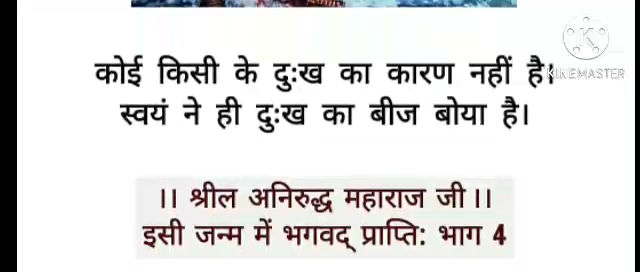 कोई किसी के दुःख का कारण नहीं है।
KINEMASTER
स्वयं ने ही दुःख का बीज बोया है।
।। श्रील अनिरुद्ध महाराज जी ।।
इसी जन्म में भगवद् प्राप्ति: भाग 4